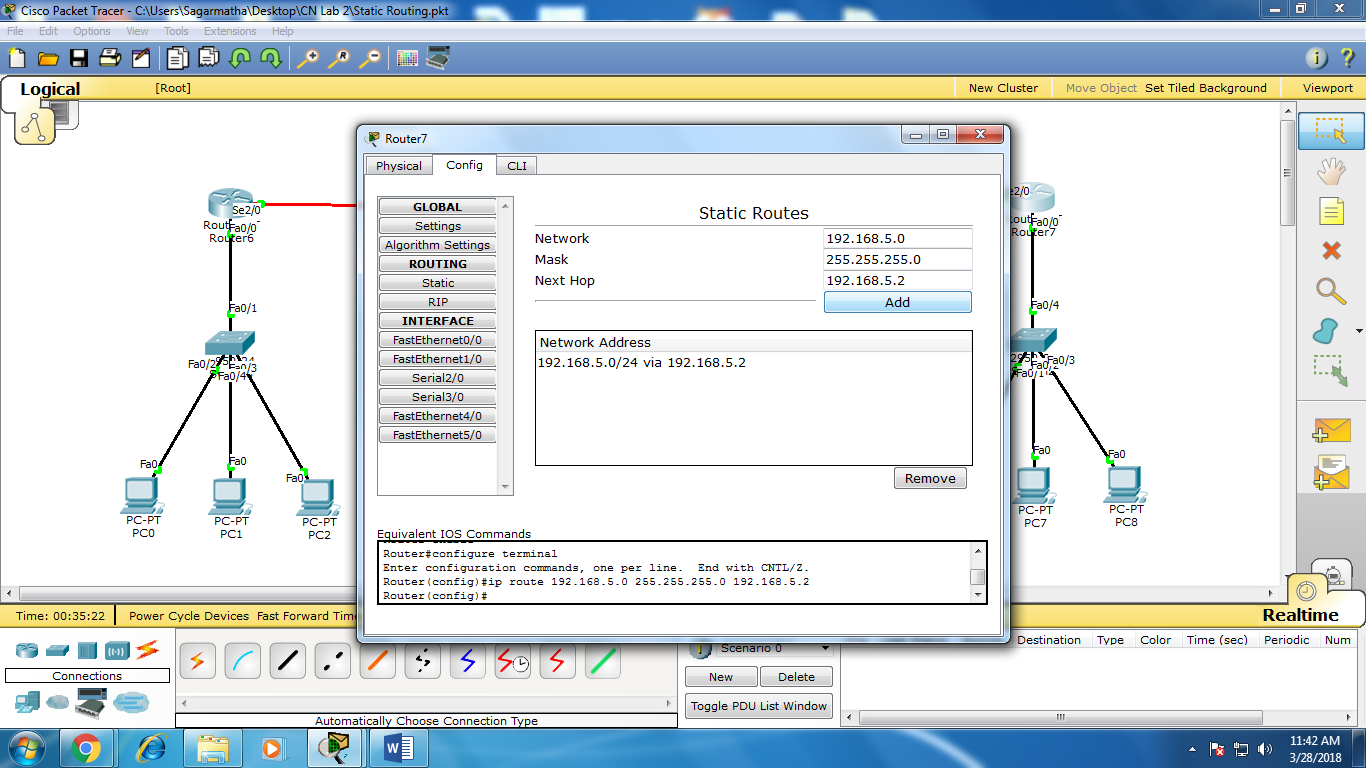 Cisco Packet Tracer - C:\Users\Sagarmatha\Desktop\CN Lab 2\Static Routing.pkt
File Edit Options View Tools Extensions Help
Logical [Root] New Cluster Move Object Set Tiled Background Viewport
Router7
Physical Config CLI
GLOBAL
Settings
Algorithm Settings
ROUTING
Static
RIP
INTERFACE
FastEthernet0/0
FastEthernet1/0
Serial2/0
Serial3/0
FastEthernet4/0
FastEthernet5/0
Static Routes
Network 192.168.5.0
Mask 255.255.255.0
Next Hop 192.168.5.2
Add
Network Address
192.168.5.0/24 via 192.168.5.2
Remove
Equivalent IOS Commands
Router#configure terminal
Enter configuration commands, one per line. End with CNTL/Z.
Router(config)#ip route 192.168.5.0 255.255.255.0 192.168.5.2
Router(config)#
Se2/0
Fa0/0
Router6
Fa0/1
Fa0/2
Fa0/3
Fa0/4
Fa0
Fa0
Fa0
PC-PT
PC0
PC-PT
PC1
PC-PT
PC2
e2/0
Fa0/0
Router7
Fa0/4
Fa0/3
Fa0/2
Fa0/1
Fa0
Fa0
PC-PT
PC7
PC-PT
PC8
Time: 00:35:22 Power Cycle Devices Fast Forward Time
Realtime
Connections
Automatically Choose Connection Type
Scenario 0
New Delete
Toggle PDU List Window
Destination Type Color Time (sec) Periodic Num
11:42 AM
3/28/2018